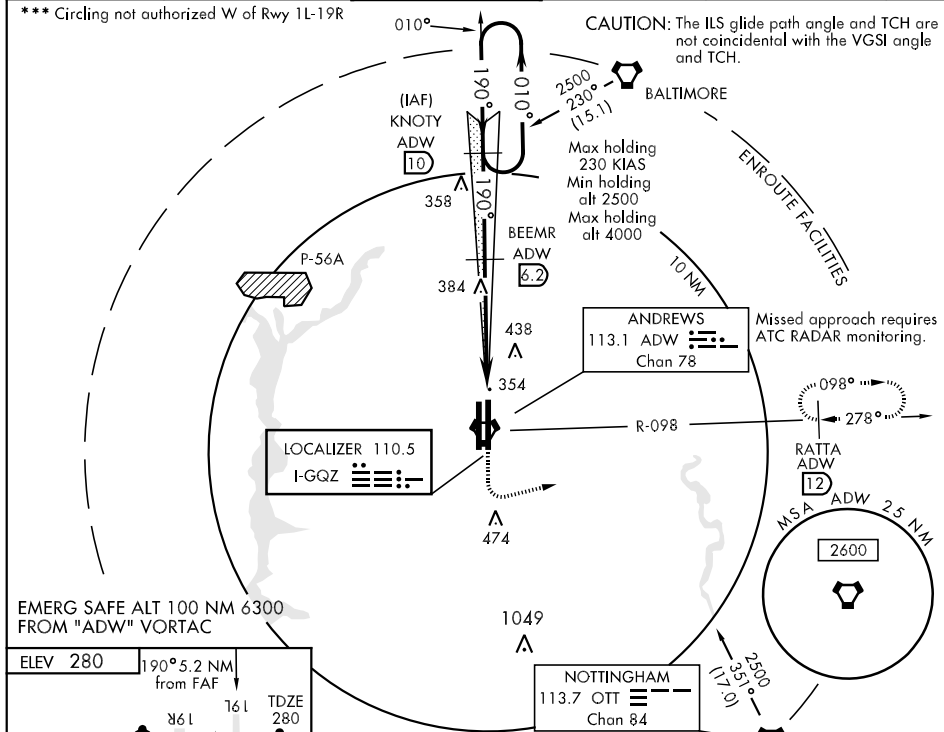 *** Circling not authorized W of Rwy 1L-19R
CAUTION: The ILS glide path angle and TCH are
not coincidental with the VGSI angle
and TCH.
010°
190°
010°
2500
230°
(15.1)
BALTIMORE
(IAF)
KNOTY
ADW
10
Max holding
230 KIAS
Min holding
alt 2500
Max holding
alt 4000
ENROUTE FACILITIES
358
190°
BEEMR
ADW
6.2
P-56A
384
10 NM
438
ANDREWS
113.1 ADW
Chan 78
Missed approach requires
ATC RADAR monitoring.
354
098°
278°
R-098
LOCALIZER 110.5
I-GQZ
RATTA
ADW
12
474
MSA ADW 25 NM
2600
EMERG SAFE ALT 100 NM 6300
FROM "ADW" VORTAC
1049
ELEV 280
190° 5.2 NM
from FAF
TDZE
280
19R
19L
NOTTINGHAM
113.7 OTT
Chan 84
2500
351°
(17.0)